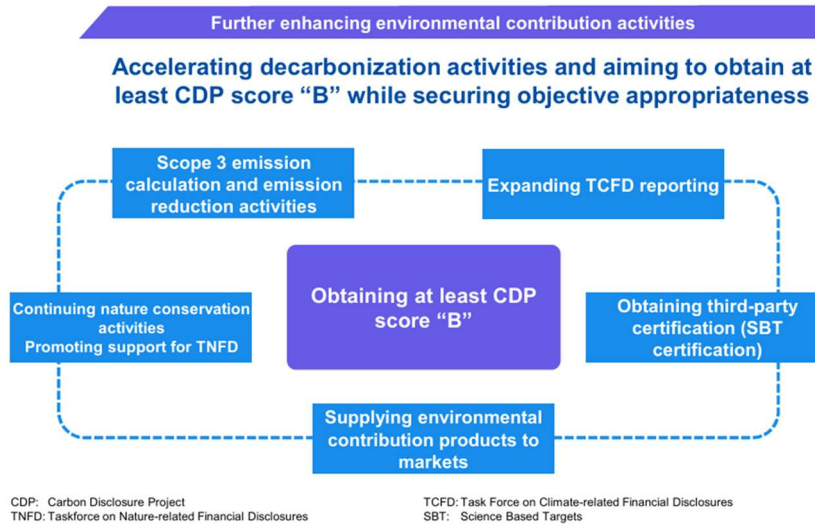 Further enhancing environmental contribution activities
Accelerating decarbonization activities and aiming to obtain at
least CDP score “B” while securing objective appropriateness
Scope 3 emission
calculation and emission
reduction activities
Expanding TCFD reporting
Continuing nature conservation
activities
Promoting support for TNFD
Obtaining at least CDP
score “B”
Obtaining third-party
certification (SBT
certification)
Supplying environmental
contribution products to
markets
CDP: Carbon Disclosure Project
TNFD: Taskforce on Nature-related Financial Disclosures
TCFD: Task Force on Climate-related Financial Disclosures
SBT: Science Based Targets